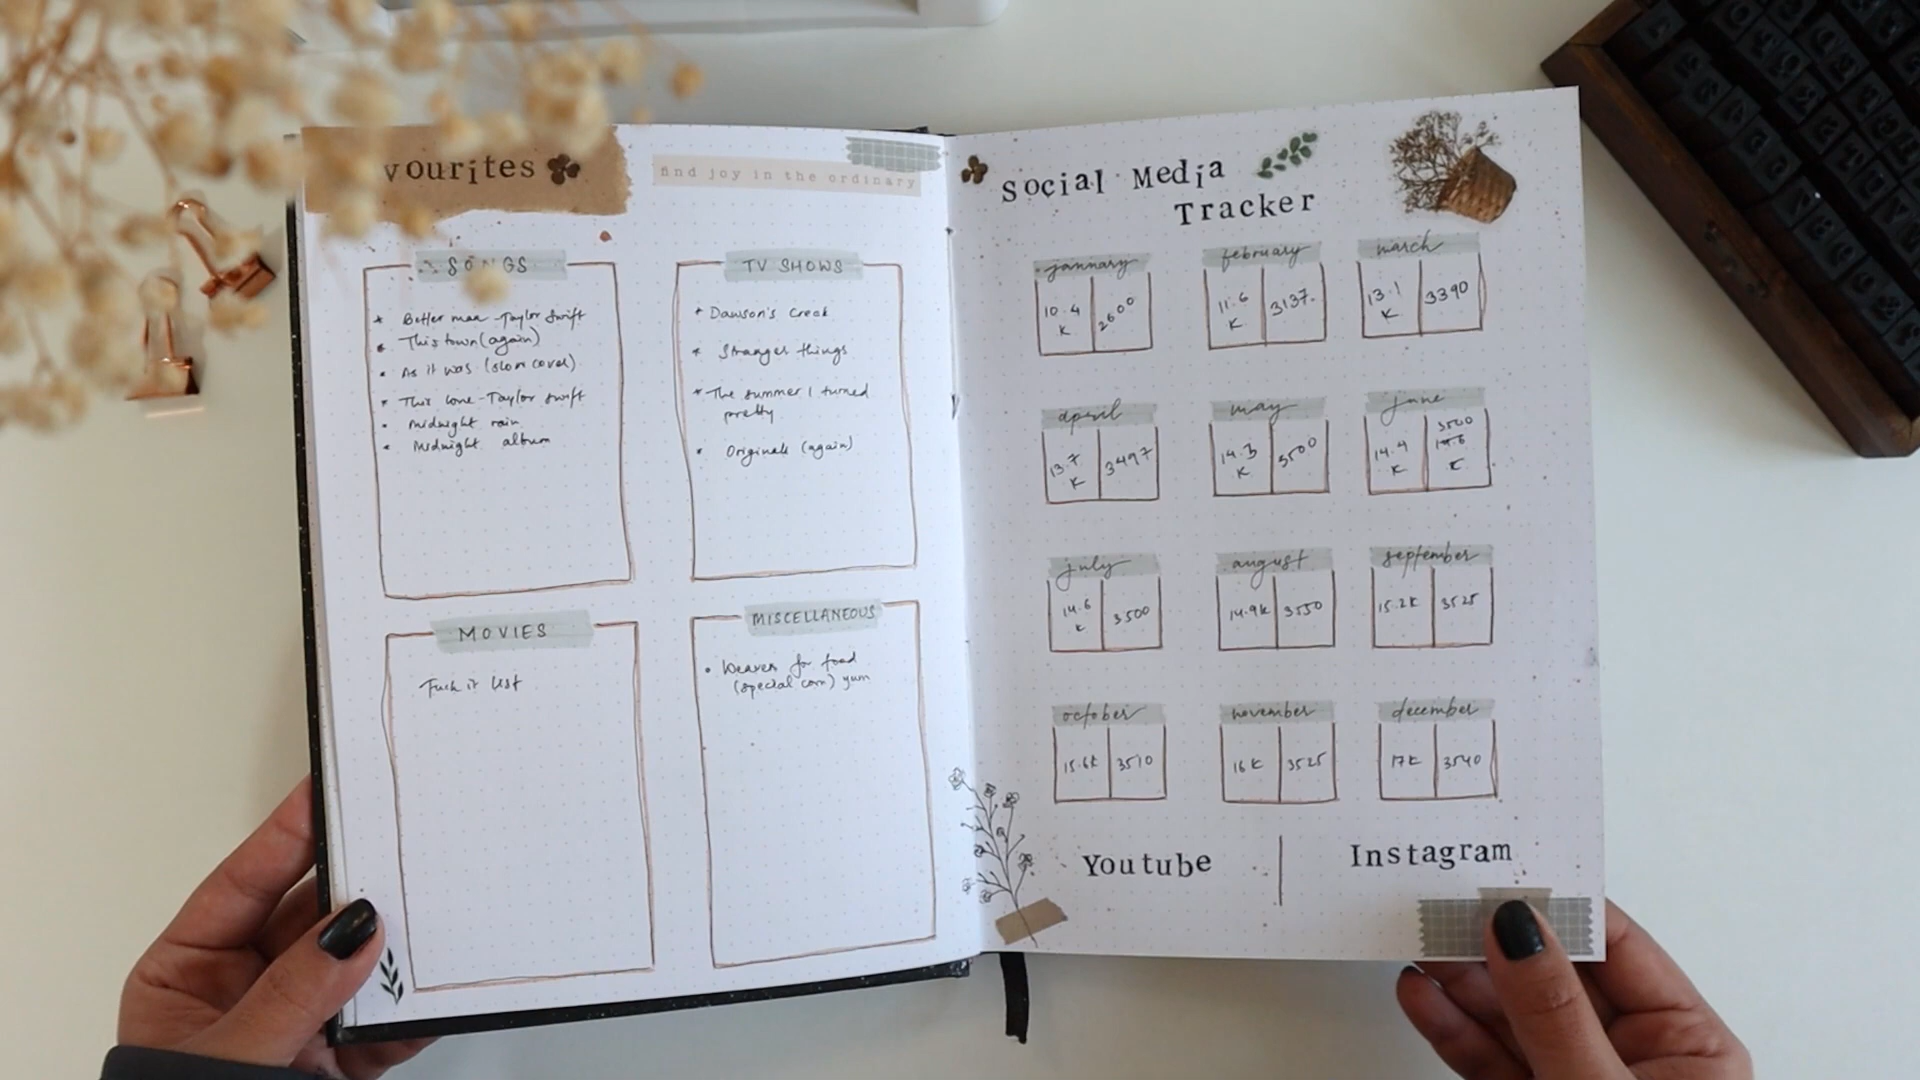 vourites
find joy in the ordinary
SONGS
Better man - Taylor Swift
This town (again)
As it was (slow cover)
This love - Taylor Swift
Midnight rain
Midnight album
TV SHOWS
Dawson's Creek
Stranger things
The summer I turned
pretty
Originals (again)
MOVIES
Fuck it list
MISCELLANEOUS
Heaven for food
(special corn) yum
Social Media
Tracker
january
10.4
K
2600
february
11.6
K
3137.
march
13.1
K
3390
april
13.7
K
3497
may
14.3
K
3500
june
14.4
K
3500
K
july
14.6
K
3500
august
14.9K
3550
september
15.2K
3525
october
15.6K
3510
november
16K
3525
december
17K
3540
Youtube
Instagram